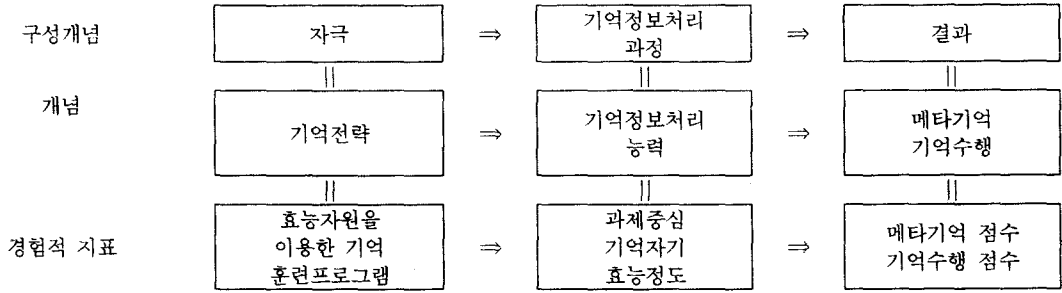 구성개념
자극
⇒
기억정보처리
과정
⇒
결과
개념
기억전략
⇒
기억정보처리
능력
⇒
메타기억
기억수행
경험적 지표
효능자원을
이용한 기억
훈련프로그램
⇒
과제중심
기억자기
효능정도
⇒
메타기억 점수
기억수행 점수